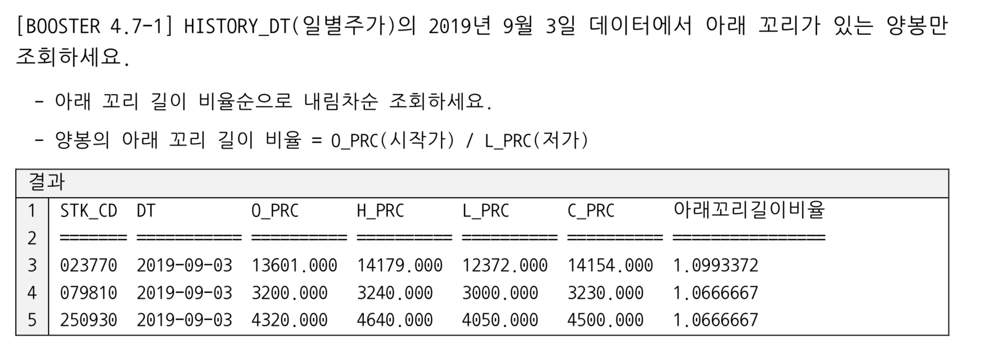 [BOOSTER 4.7-1] HISTORY_DT(일별주가)의 2019년 9월 3일 데이터에서 아래 꼬리가 있는 양봉만
조회하세요.
- 아래 꼬리 길이 비율순으로 내림차순 조회하세요.
- 양봉의 아래 꼬리 길이 비율 = O_PRC(시작가) / L_PRC(저가)
결과
1 STK_CD DT O_PRC H_PRC L_PRC C_PRC 아래꼬리길이비율
2 ======= =========== ========== ========== ========== ========== ================
3 023770 2019-09-03 13601.000 14179.000 12372.000 14154.000 1.0993372
4 079810 2019-09-03 3200.000 3240.000 3000.000 3230.000 1.0666667
5 250930 2019-09-03 4320.000 4640.000 4050.000 4500.000 1.0666667